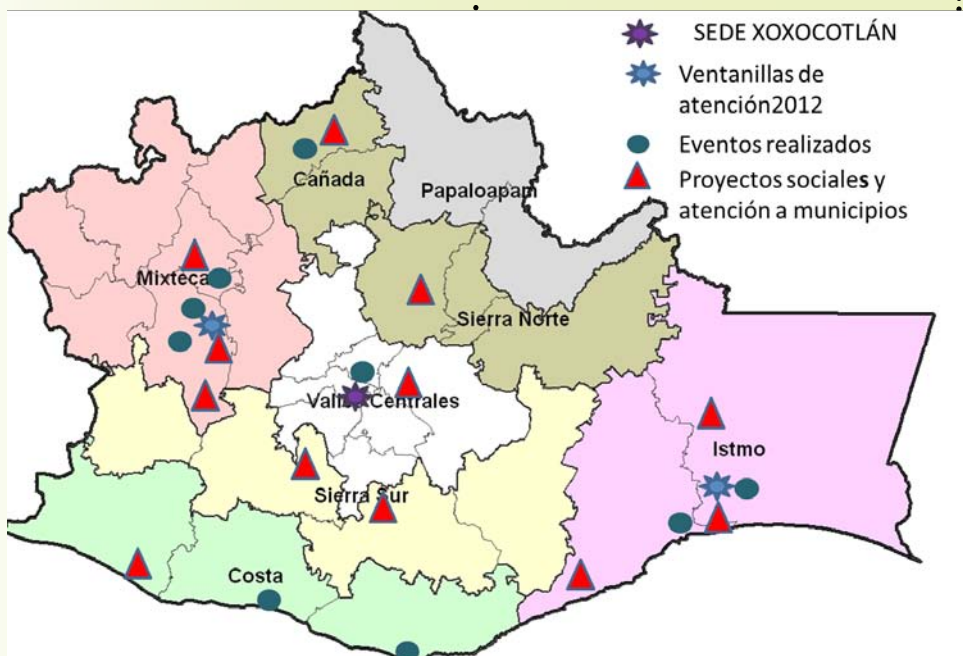 SEDE XOXOCOTLÁN
Ventanillas de
atención2012
Eventos realizados
Proyectos sociales y
atención a municipios
Cañada
Papaloapam
Mixteca
Sierra Norte
Centrales
Istmo
Sierra Sur
Costa